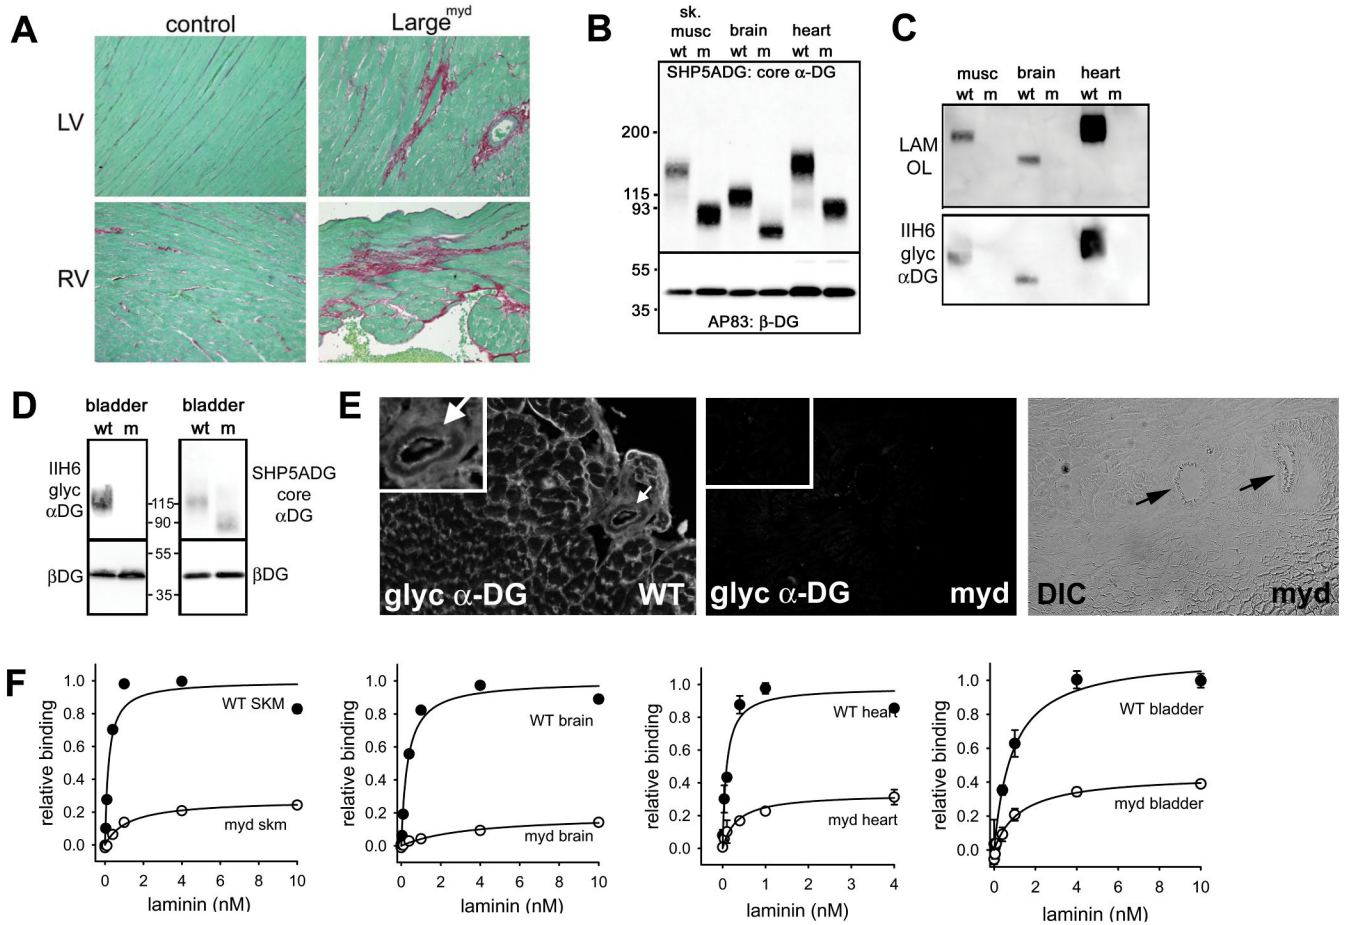 A
control
Large^myd
LV
RV
B
sk.
musc brain heart
wt m wt m wt m
SHP5ADG: core α-DG
200
115
93
55
35
AP83: β-DG
C
musc brain heart
wt m wt m wt m
LAM
OL
IIH6
glyc
αDG
D
bladder bladder
wt m wt m
IIH6
glyc
αDG
SHP5ADG
core
αDG
115
90
55
35
βDG
βDG
E
glyc α-DG WT
glyc α-DG myd
DIC myd
F
relative binding
1.0
0.8
0.6
0.4
0.2
0.0
WT SKM
myd skm
0 2 4 6 8 10
laminin (nM)
relative binding
1.0
0.8
0.6
0.4
0.2
0.0
WT brain
myd brain
0 2 4 6 8 10
laminin (nM)
relative binding
1.0
0.8
0.6
0.4
0.2
0.0
WT heart
myd heart
0 1 2 3 4
laminin (nM)
relative binding
1.0
0.8
0.6
0.4
0.2
0.0
WT bladder
myd bladder
0 2 4 6 8 10
laminin (nM)